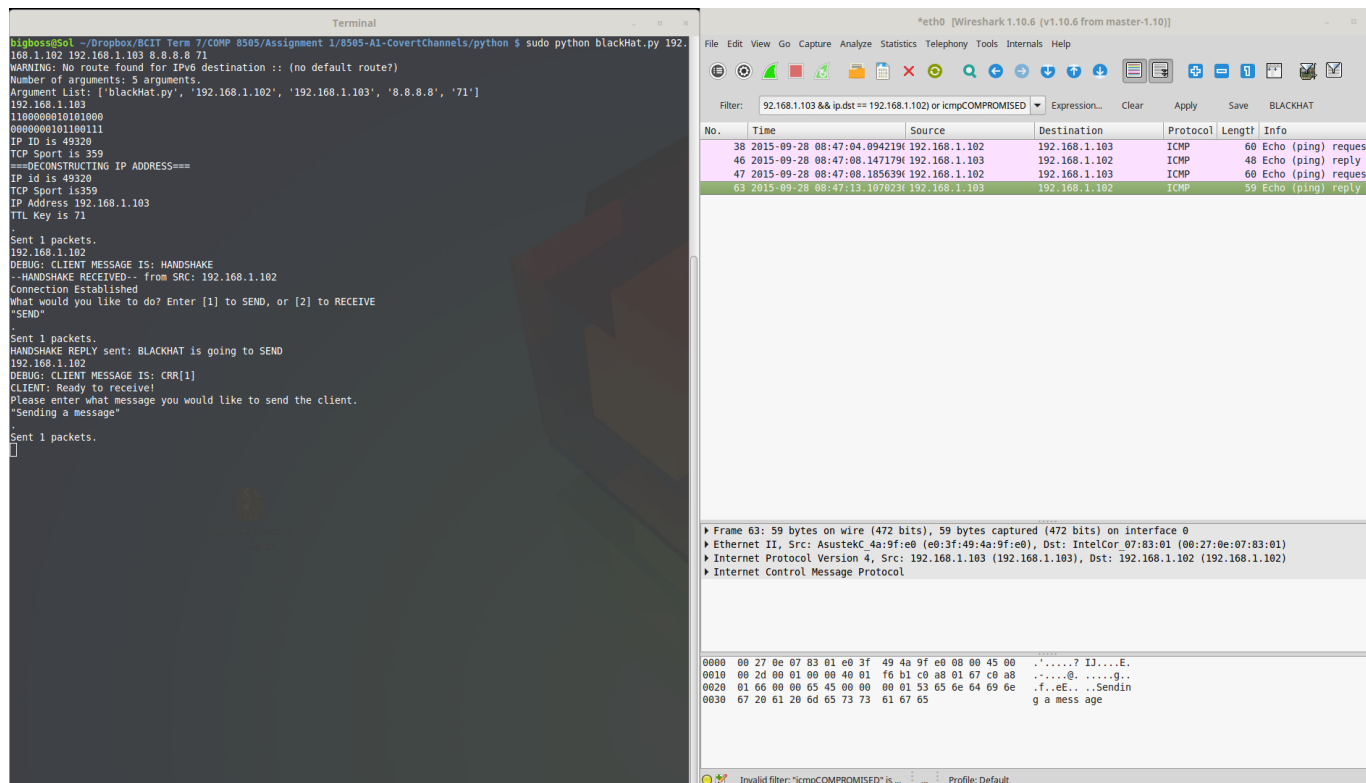 Terminal
bigboss@Sol ~/Dropbox/BCIT Term 7/COMP 8505/Assignment 1/8505-A1-CovertChannels/python $ sudo python blackHat.py 192.
168.1.102 192.168.1.103 8.8.8.8 71
WARNING: No route found for IPv6 destination :: (no default route?)
Number of arguments: 5 arguments.
Argument List: ['blackHat.py', '192.168.1.102', '192.168.1.103', '8.8.8.8', '71']
192.168.1.103
1100000010101000
0000000101100111
IP ID is 49320
TCP Sport is 359
===DECONSTRUCTING IP ADDRESS===
IP id is 49320
TCP Sport is359
IP Address 192.168.1.103
TTL Key is 71
.
Sent 1 packets.
192.168.1.102
DEBUG: CLIENT MESSAGE IS: HANDSHAKE
--HANDSHAKE RECEIVED-- from SRC: 192.168.1.102
Connection Established
What would you like to do? Enter [1] to SEND, or [2] to RECEIVE
"SEND"
.
Sent 1 packets.
HANDSHAKE REPLY sent: BLACKHAT is going to SEND
192.168.1.102
DEBUG: CLIENT MESSAGE IS: CRR[1]
CLIENT: Ready to receive!
Please enter what message you would like to send the client.
"Sending a message"
.
Sent 1 packets.
*eth0 [Wireshark 1.10.6 (v1.10.6 from master-1.10)]
File Edit View Go Capture Analyze Statistics Telephony Tools Internals Help
Filter: 92.168.1.103 && ip.dst == 192.168.1.102) or icmpCOMPROMISED Expression... Clear Apply Save BLACKHAT
No. Time Source Destination Protocol Length Info
38 2015-09-28 08:47:04.094219( 192.168.1.102 192.168.1.103 ICMP 60 Echo (ping) reques
46 2015-09-28 08:47:08.147179( 192.168.1.103 192.168.1.102 ICMP 48 Echo (ping) reply
47 2015-09-28 08:47:08.185639( 192.168.1.102 192.168.1.103 ICMP 60 Echo (ping) reques
63 2015-09-28 08:47:13.107023( 192.168.1.103 192.168.1.102 ICMP 59 Echo (ping) reply
Frame 63: 59 bytes on wire (472 bits), 59 bytes captured (472 bits) on interface 0
Ethernet II, Src: AsustekC_4a:9f:e0 (e0:3f:49:4a:9f:e0), Dst: IntelCor_07:83:01 (00:27:0e:07:83:01)
Internet Protocol Version 4, Src: 192.168.1.103 (192.168.1.103), Dst: 192.168.1.102 (192.168.1.102)
Internet Control Message Protocol
0000 00 27 0e 07 83 01 e0 3f 49 4a 9f e0 08 00 45 00 .'.....? IJ....E.
0010 00 2d 00 01 00 00 40 01 f6 b1 c0 a8 01 67 c0 a8 .-....@. .....g..
0020 01 66 00 00 65 45 00 00 00 01 53 65 6e 64 69 6e .f..eE.. ..Sendin
0030 67 20 61 20 6d 65 73 73 61 67 65 g a mess age
Invalid filter: "icmpCOMPROMISED" is ... ... Profile: Default